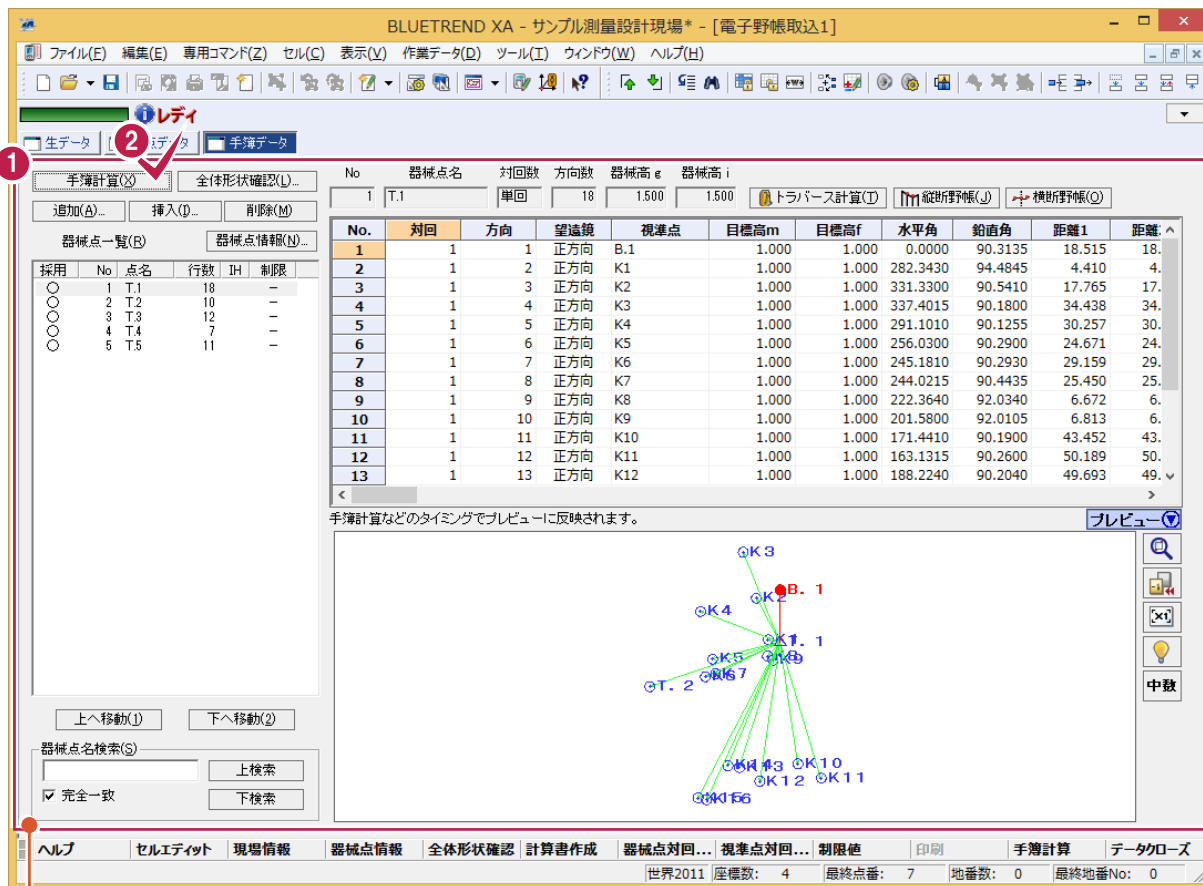 BLUETREND XA - サンプル測量設計現場* - [電子野帳取込1]
ファイル(F) 編集(E) 専用コマンド(Z) セル(C) 表示(V) 作業データ(D) ツール(T) ウィンドウ(W) ヘルプ(H)
レディ
生データ 手簿データ
1 2
手簿計算(X) 全体形状確認(L)...
追加(A)... 挿入(I)... 削除(M)
器械点一覧(B) 器械点情報(N)...
採用 No 点名 行数 IH 制限
○ 1 T.1 18 −
○ 2 T.2 10 −
○ 3 T.3 12 −
○ 4 T.4 7 −
○ 5 T.5 11 −
上へ移動(1) 下へ移動(2)
器械点名検索(S)
上検索
完全一致 下検索
No 器械点名 対回数 方向数 器械高 g 器械高 i
1 T.1 単回 18 1.500 1.500 トラバース計算(T) 縦断野帳(J) 横断野帳(O)
No. 対回 方向 望遠鏡 視準点 目標高m 目標高f 水平角 鉛直角 距離1 距離
1 1 1 正方向 B.1 1.000 1.000 0.0000 90.3135 18.515 18.
2 1 2 正方向 K1 1.000 1.000 282.3430 94.4845 4.410 4.
3 1 3 正方向 K2 1.000 1.000 331.3300 90.5410 17.765 17.
4 1 4 正方向 K3 1.000 1.000 337.4015 90.1800 34.438 34.
5 1 5 正方向 K4 1.000 1.000 291.1010 90.1255 30.257 30.
6 1 6 正方向 K5 1.000 1.000 256.0300 90.2900 24.671 24.
7 1 7 正方向 K6 1.000 1.000 245.1810 90.2930 29.159 29.
8 1 8 正方向 K7 1.000 1.000 244.0215 90.4435 25.450 25.
9 1 9 正方向 K8 1.000 1.000 222.3640 92.0340 6.672 6.
10 1 10 正方向 K9 1.000 1.000 201.5800 92.0105 6.813 6.
11 1 11 正方向 K10 1.000 1.000 171.4410 90.1900 43.452 43.
12 1 12 正方向 K11 1.000 1.000 163.1315 90.2600 50.189 50.
13 1 13 正方向 K12 1.000 1.000 188.2240 90.2040 49.693 49.
手簿計算などのタイミングでプレビューに反映されます。 プレビュー
K3
B. 1
K2
K4
K1 T. 1
K5 K8 K9
K7
T. 2
K13 K10
K12 K11
中数
ヘルプ セルエディット 現場情報 器械点情報 全体形状確認 計算書作成 器械点対回... 視準点対回... 制限値 印刷 手簿計算 データクローズ
世界2011 座標数: 4 最終点番: 7 地番数: 0 最終地番No: 0